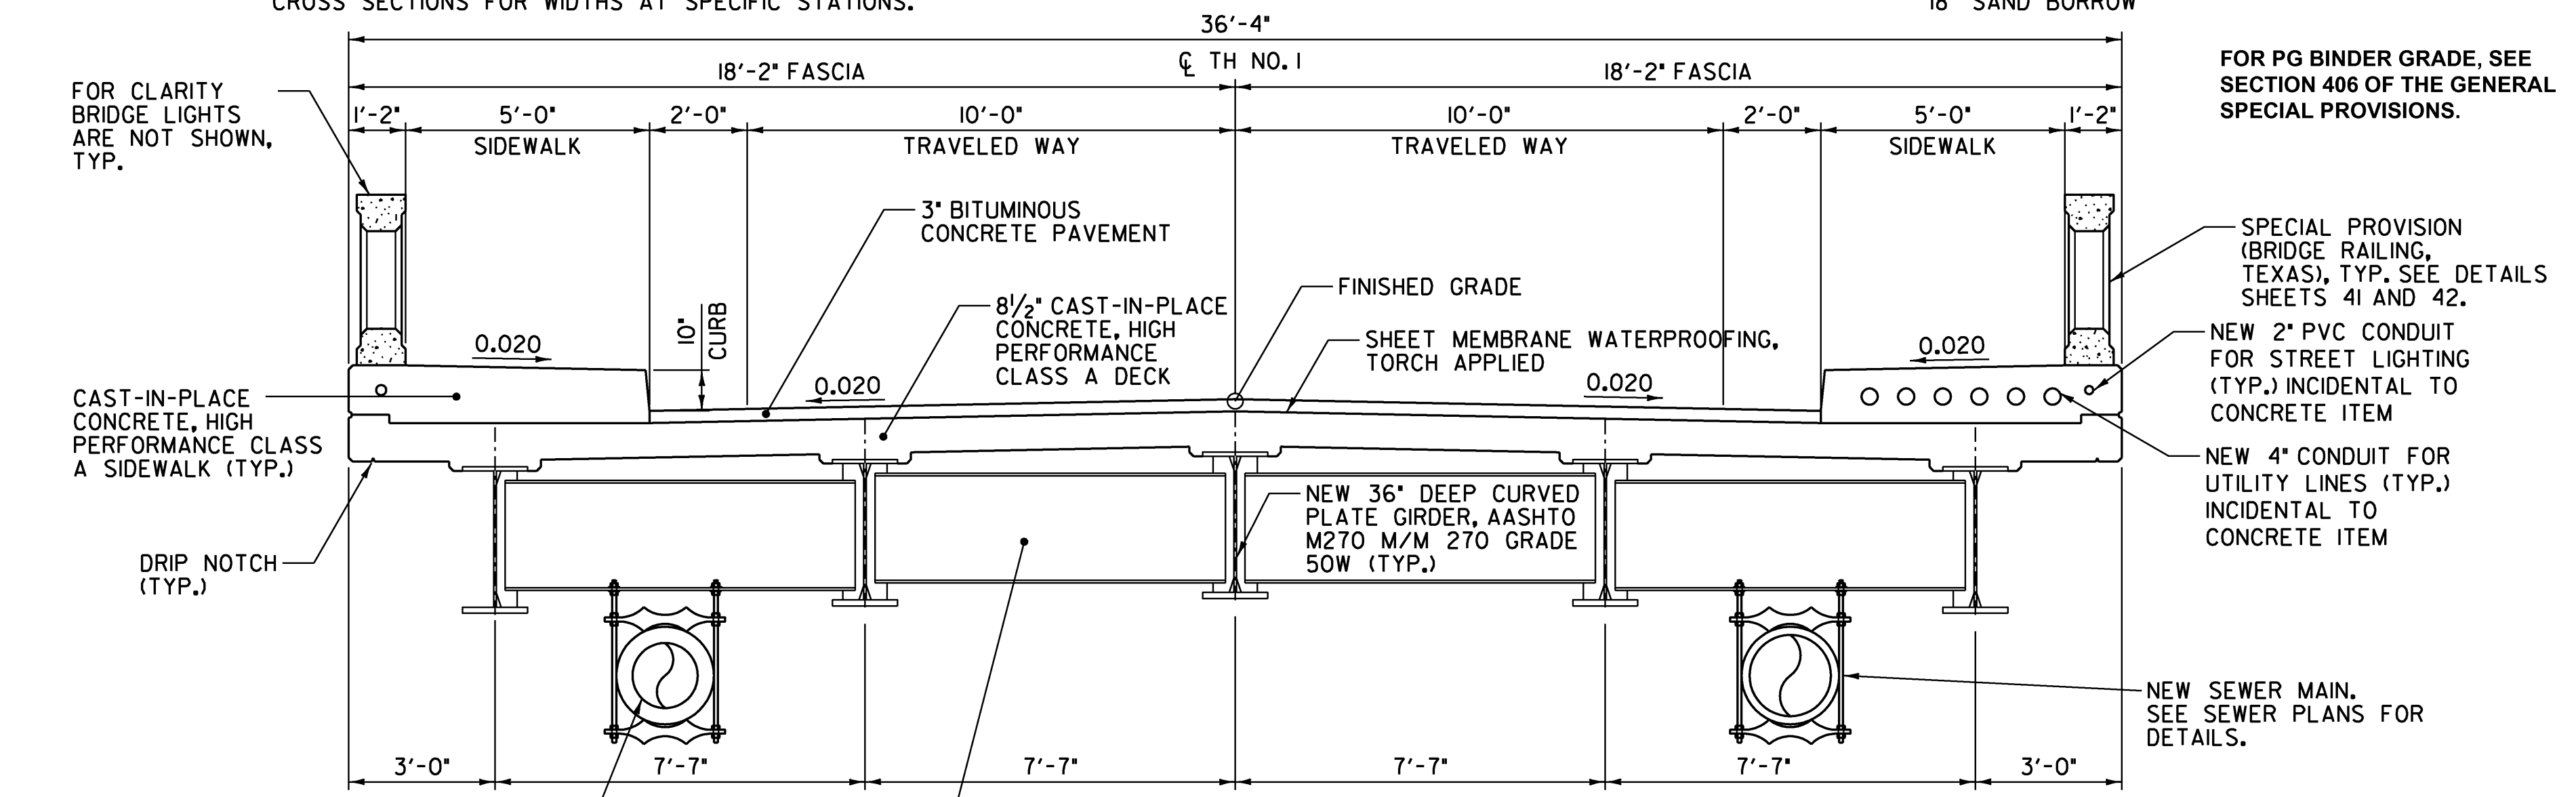 CROSS SECTIONS FOR WIDTHS AT SPECIFIC STATIONS.
18" SAND BORROW
36'-4"
℄ TH NO. 1
18'-2" FASCIA
18'-2" FASCIA
FOR PG BINDER GRADE, SEE
SECTION 406 OF THE GENERAL
SPECIAL PROVISIONS.
FOR CLARITY
BRIDGE LIGHTS
ARE NOT SHOWN,
TYP.
1'-2"
5'-0"
2'-0"
10'-0"
10'-0"
2'-0"
5'-0"
1'-2"
SIDEWALK
TRAVELED WAY
TRAVELED WAY
SIDEWALK
3" BITUMINOUS
CONCRETE PAVEMENT
SPECIAL PROVISION
(BRIDGE RAILING,
TEXAS), TYP. SEE DETAILS
SHEETS 41 AND 42.
8½" CAST-IN-PLACE
CONCRETE, HIGH
PERFORMANCE
CLASS A DECK
FINISHED GRADE
SHEET MEMBRANE WATERPROOFING,
TORCH APPLIED
10"
CURB
0.020
0.020
0.020
0.020
NEW 2" PVC CONDUIT
FOR STREET LIGHTING
(TYP.) INCIDENTAL TO
CONCRETE ITEM
CAST-IN-PLACE
CONCRETE, HIGH
PERFORMANCE CLASS
A SIDEWALK (TYP.)
NEW 4" CONDUIT FOR
UTILITY LINES (TYP.)
INCIDENTAL TO
CONCRETE ITEM
NEW 36" DEEP CURVED
PLATE GIRDER, AASHTO
M270 M/M 270 GRADE
50W (TYP.)
DRIP NOTCH
(TYP.)
NEW SEWER MAIN.
SEE SEWER PLANS FOR
DETAILS.
3'-0"
7'-7"
7'-7"
7'-7"
7'-7"
3'-0"